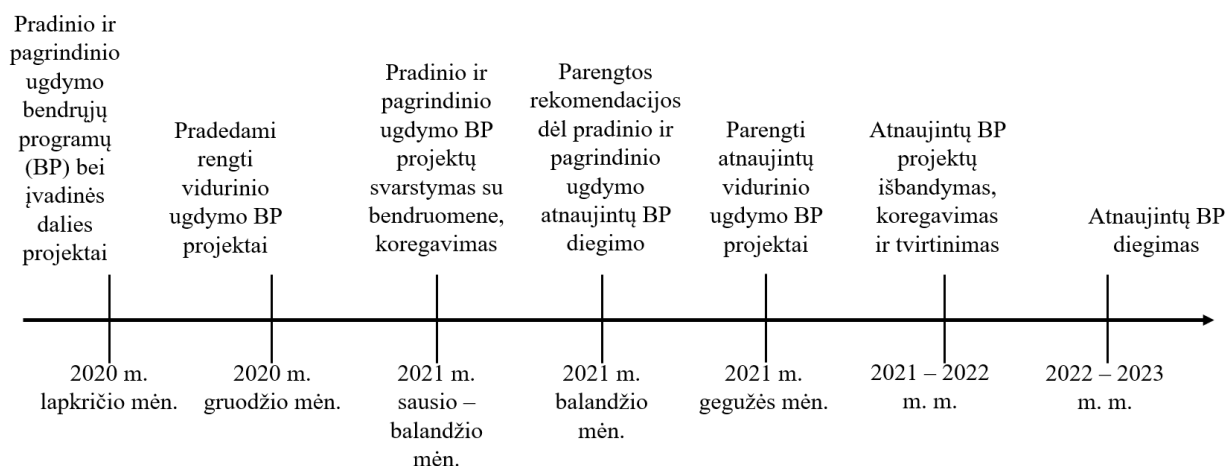 Pradinio ir
pagrindinio
ugdymo
bendrųjų
programų
(BP) bei
įvadinės
dalies
projektai
Pradedami
rengti
vidurinio
ugdymo BP
projektai
Pradinio ir
pagrindinio
ugdymo BP
projektų
svarstymas su
bendruomene,
koregavimas
Parengtos
rekomendacijos
dėl pradinio ir
pagrindinio
ugdymo
atnaujintų BP
diegimo
Parengti
atnaujintų
vidurinio
ugdymo BP
projektai
Atnaujintų BP
projektų
išbandymas,
koregavimas
ir tvirtinimas
Atnaujintų BP
diegimas
2020 m.
lapkričio mėn.
2020 m.
gruodžio mėn.
2021 m.
sausio –
balandžio
mėn.
2021 m.
balandžio
mėn.
2021 m.
gegužės mėn.
2021 – 2022
m. m.
2022 – 2023
m. m.